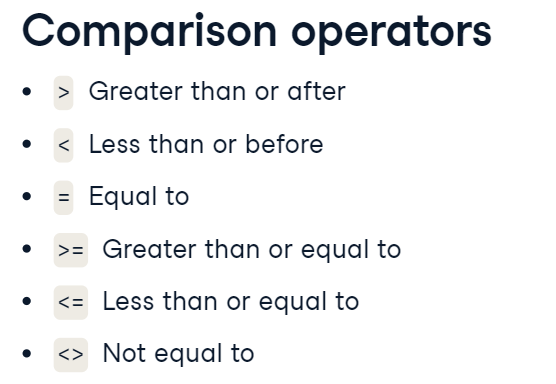 Comparison operators
• > Greater than or after
• < Less than or before
• = Equal to
• >= Greater than or equal to
• <= Less than or equal to
• <> Not equal to